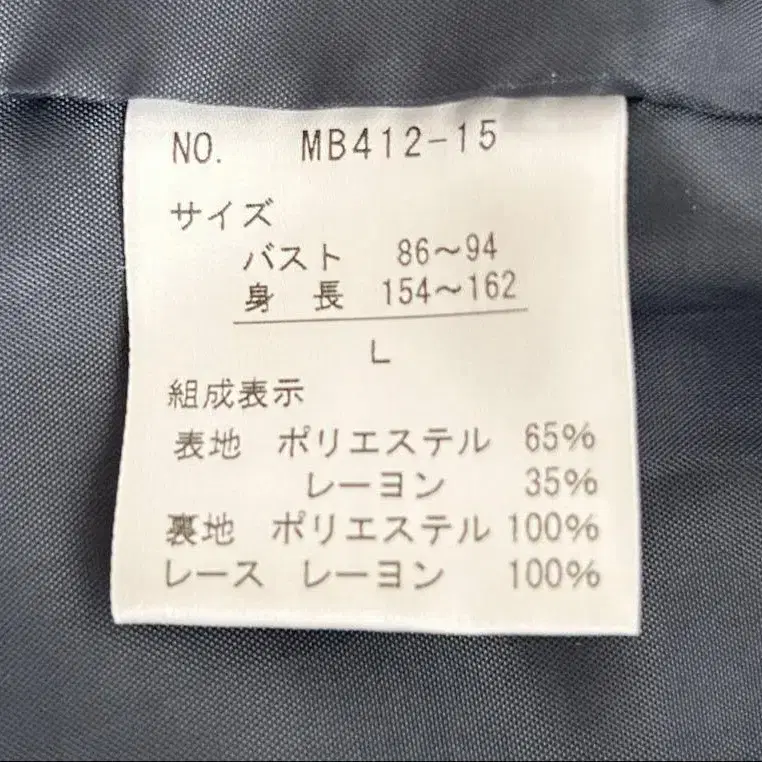 NO. MB412-15
サイズ
バスト 86〜94
身 長 154〜162
L
組成表示
表地 ポリエステル 65%
レーヨン 35%
裏地 ポリエステル 100%
レース レーヨン 100%